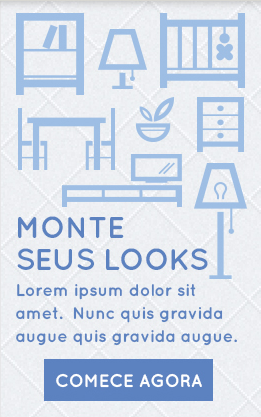 MONTE
SEUS LOOKS
Lorem ipsum dolor sit
amet. Nunc quis gravida
augue quis gravida augue.
COMECE AGORA